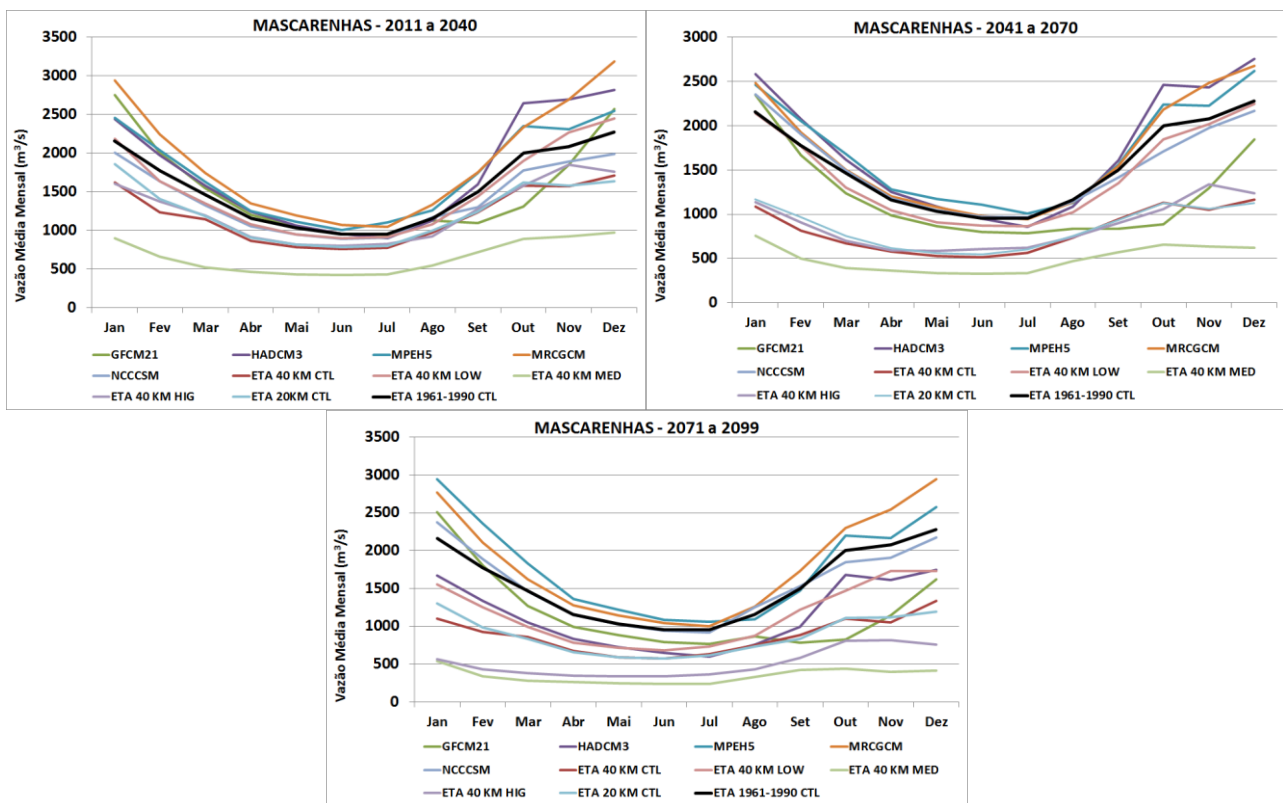 MASCARENHAS - 2011 a 2040
Vazão Média Mensal (m³/s)
3500
3000
2500
2000
1500
1000
500
0
Jan Fev Mar Abr Mai Jun Jul Ago Set Out Nov Dez
GFCM21 HADCM3 MPEH5 MRCGCM
NCCCSM ETA 40 KM CTL ETA 40 KM LOW ETA 40 KM MED
ETA 40 KM HIG ETA 20KM CTL ETA 1961-1990 CTL
MASCARENHAS - 2041 a 2070
Vazão Média Mensal (m³/s)
3000
2500
2000
1500
1000
500
0
Jan Fev Mar Abr Mai Jun Jul Ago Set Out Nov Dez
GFCM21 HADCM3 MPEH5 MRCGCM
NCCCSM ETA 40 KM CTL ETA 40 KM LOW ETA 40 KM MED
ETA 40 KM HIG ETA 20 KM CTL ETA 1961-1990 CTL
MASCARENHAS - 2071 a 2099
Vazão Média Mensal (m³/s)
3500
3000
2500
2000
1500
1000
500
0
Jan Fev Mar Abr Mai Jun Jul Ago Set Out Nov Dez
GFCM21 HADCM3 MPEH5 MRCGCM
NCCCSM ETA 40 KM CTL ETA 40 KM LOW ETA 40 KM MED
ETA 40 KM HIG ETA 20 KM CTL ETA 1961-1990 CTL